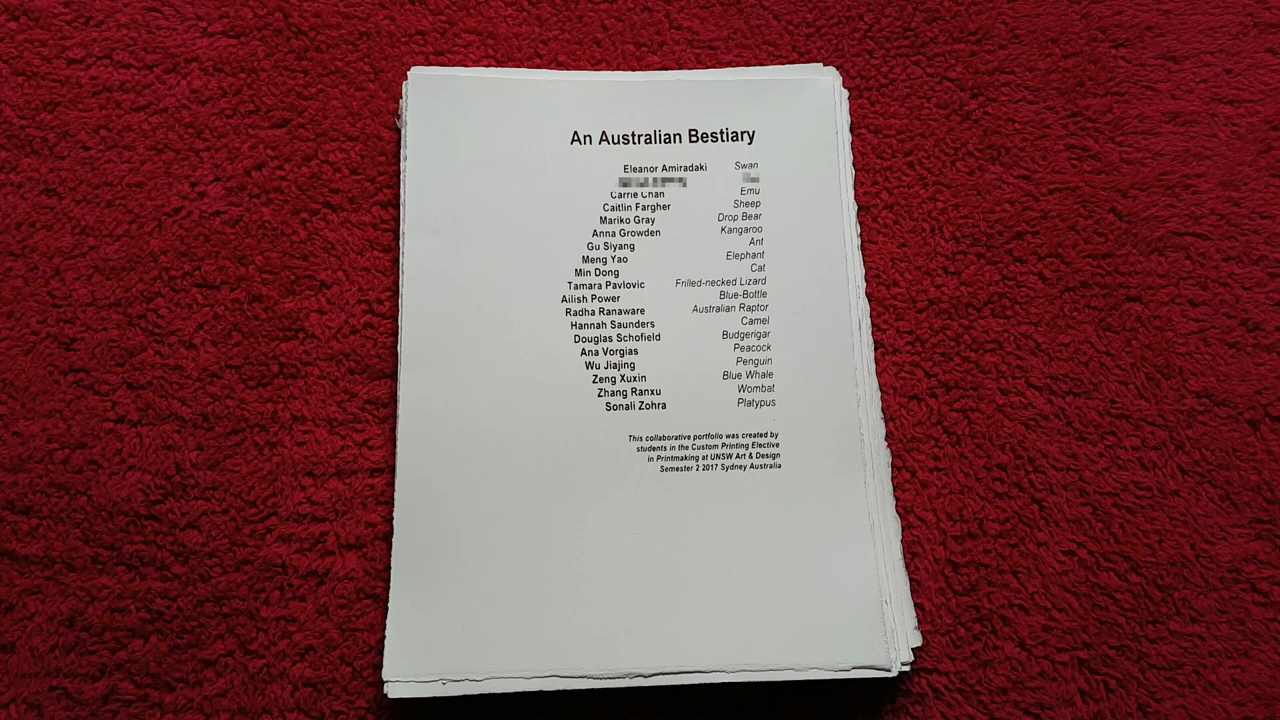 An Australian Bestiary
Eleanor Amiradaki Swan
Carrie Chan Emu
Caitlin Fargher Sheep
Mariko Gray Drop Bear
Anna Growden Kangaroo
Gu Siyang Ant
Meng Yao Elephant
Min Dong Cat
Tamara Pavlovic Frilled-necked Lizard
Ailish Power Blue-Bottle
Radha Ranaware Australian Raptor
Hannah Saunders Camel
Douglas Schofield Budgerigar
Ana Vorgias Peacock
Wu Jiajing Penguin
Zeng Xuxin Blue Whale
Zhang Ranxu Wombat
Sonali Zohra Platypus
This collaborative portfolio was created by
students in the Custom Printing Elective
in Printmaking at UNSW Art & Design
Semester 2 2017 Sydney Australia